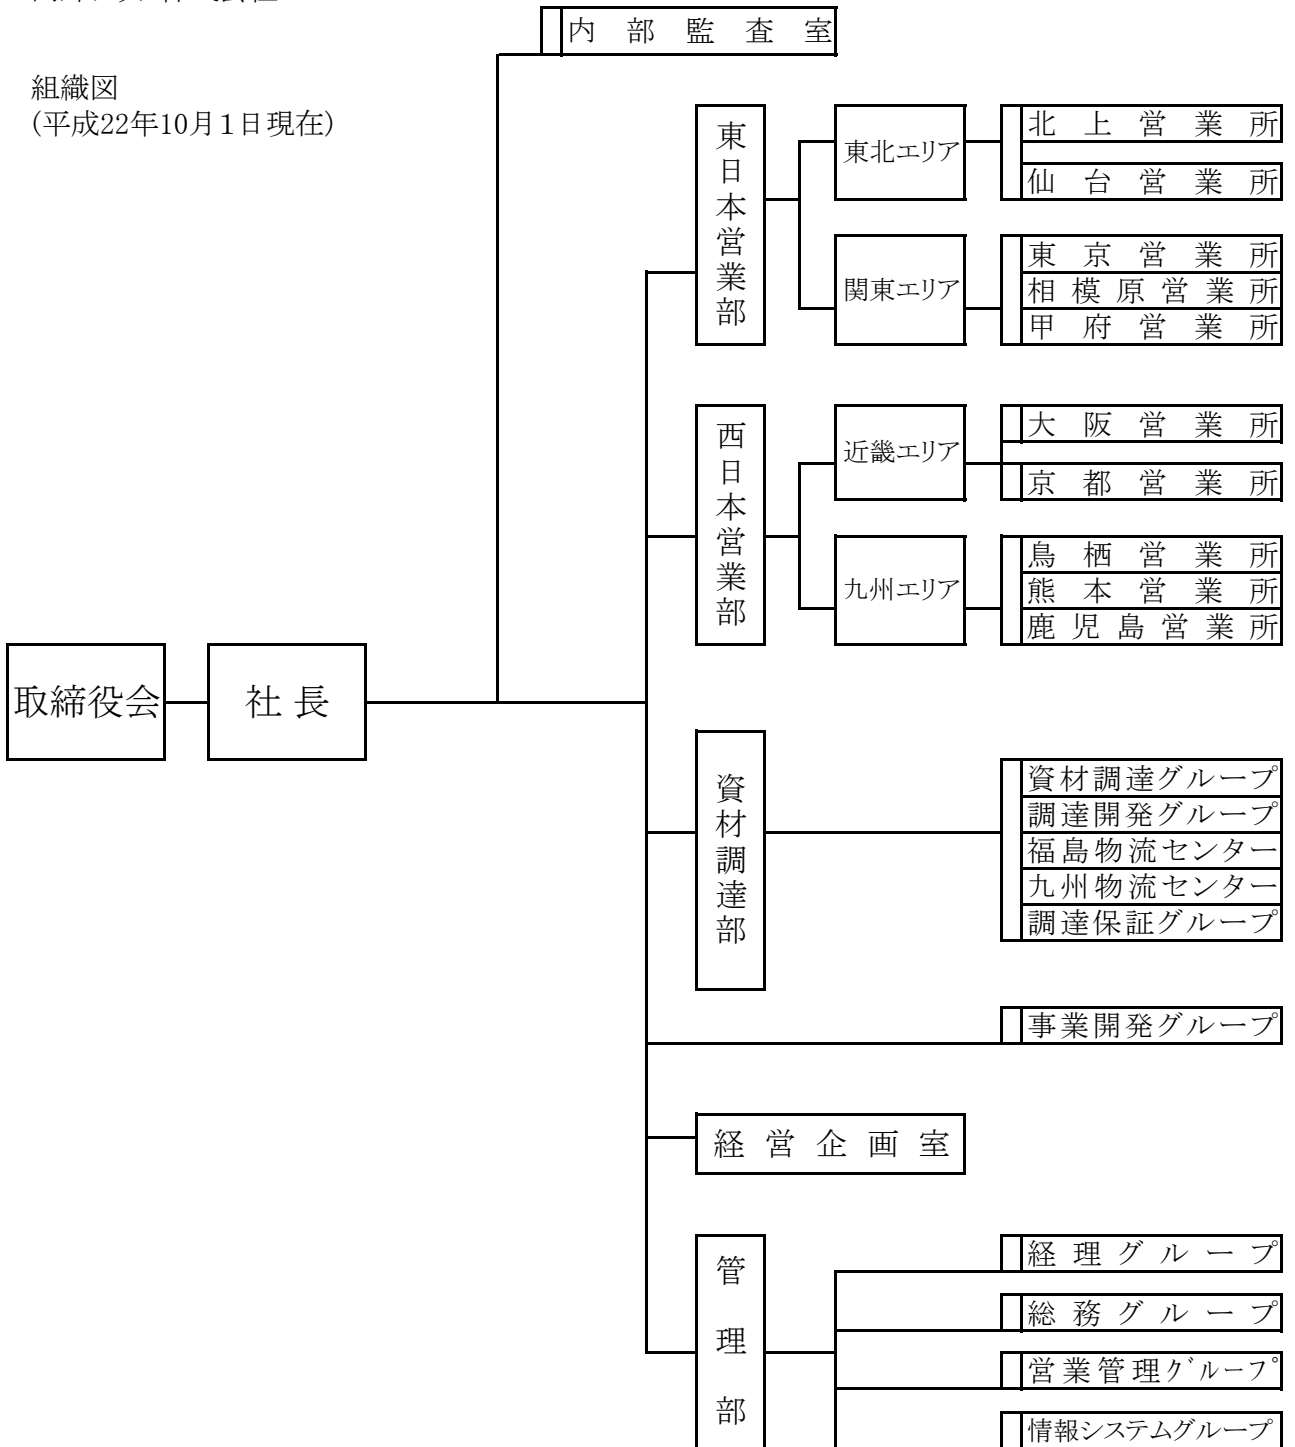 内部監査室
組織図
(平成22年10月1日現在)
東日本営業部
東北エリア
北上営業所
仙台営業所
関東エリア
東京営業所
相模原営業所
甲府営業所
西日本営業部
近畿エリア
大阪営業所
京都営業所
九州エリア
鳥栖営業所
熊本営業所
鹿児島営業所
取締役会
社長
資材調達部
資材調達グループ
調達開発グループ
福島物流センター
九州物流センター
調達保証グループ
事業開発グループ
経営企画室
管理部
経理グループ
総務グループ
営業管理グループ
情報システムグループ